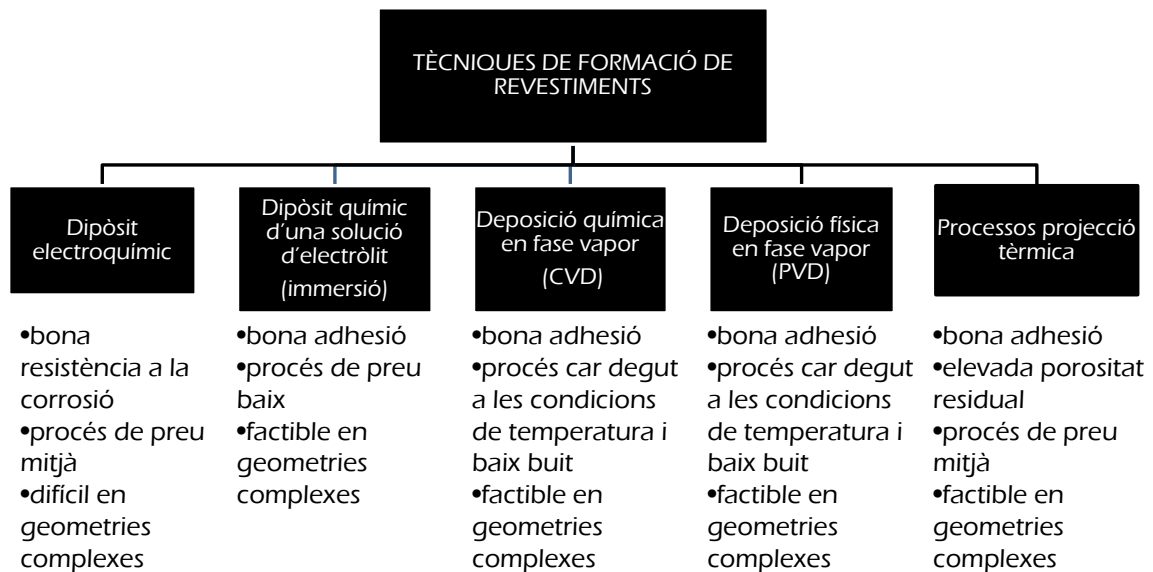 TÈCNIQUES DE FORMACIÓ DE
REVESTIMENTS
Dipòsit
electroquímic
Dipòsit químic
d’una solució
d’electròlit
(immersió)
Deposició química
en fase vapor
(CVD)
Deposició física
en fase vapor
(PVD)
Processos projecció
tèrmica
•bona
resistència a la
corrosió
•procés de preu
mitjà
•difícil en
geometries
complexes
•bona adhesió
•procés de preu
baix
•factible en
geometries
complexes
•bona adhesió
•procés car degut
a les condicions
de temperatura i
baix buit
•factible en
geometries
complexes
•bona adhesió
•procés car degut
a les condicions
de temperatura i
baix buit
•factible en
geometries
complexes
•bona adhesió
•elevada porositat
residual
•procés de preu
mitjà
•factible en
geometries
complexes